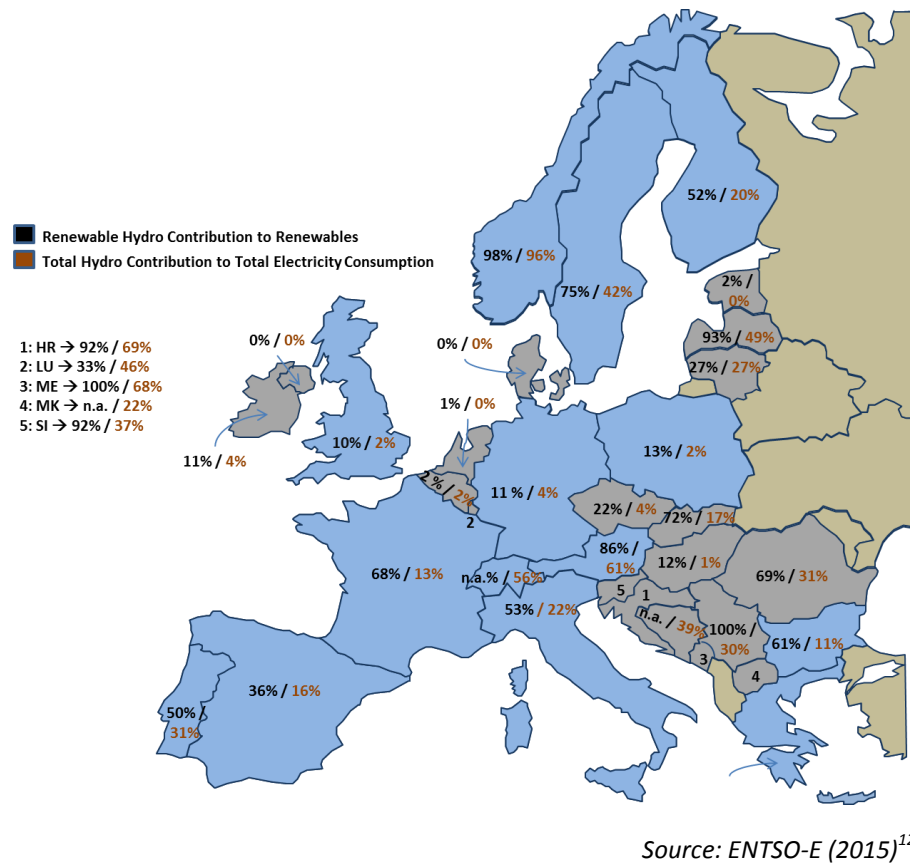 52% / 20%
Renewable Hydro Contribution to Renewables
98% / 96%
Total Hydro Contribution to Total Electricity Consumption
2% /
0%
75% / 42%
93% / 49%
1: HR → 92% / 69%
2: LU → 33% / 46%
3: ME → 100% / 68%
4: MK → n.a. / 22%
5: SI → 92% / 37%
0% / 0%
0% / 0%
27% / 27%
1% / 0%
11% / 4%
10% / 2%
13% / 2%
2 % / 2%
2
11 % / 4%
22% / 4%
72% / 17%
86% /
61%
12% / 1%
68% / 13%
n.a.% / 56%
69% / 31%
5
1
53% / 22%
n.a. / 39%
100% /
30%
61% / 11%
3
4
36% / 16%
50% /
31%
Source: ENTSO-E (2015)12